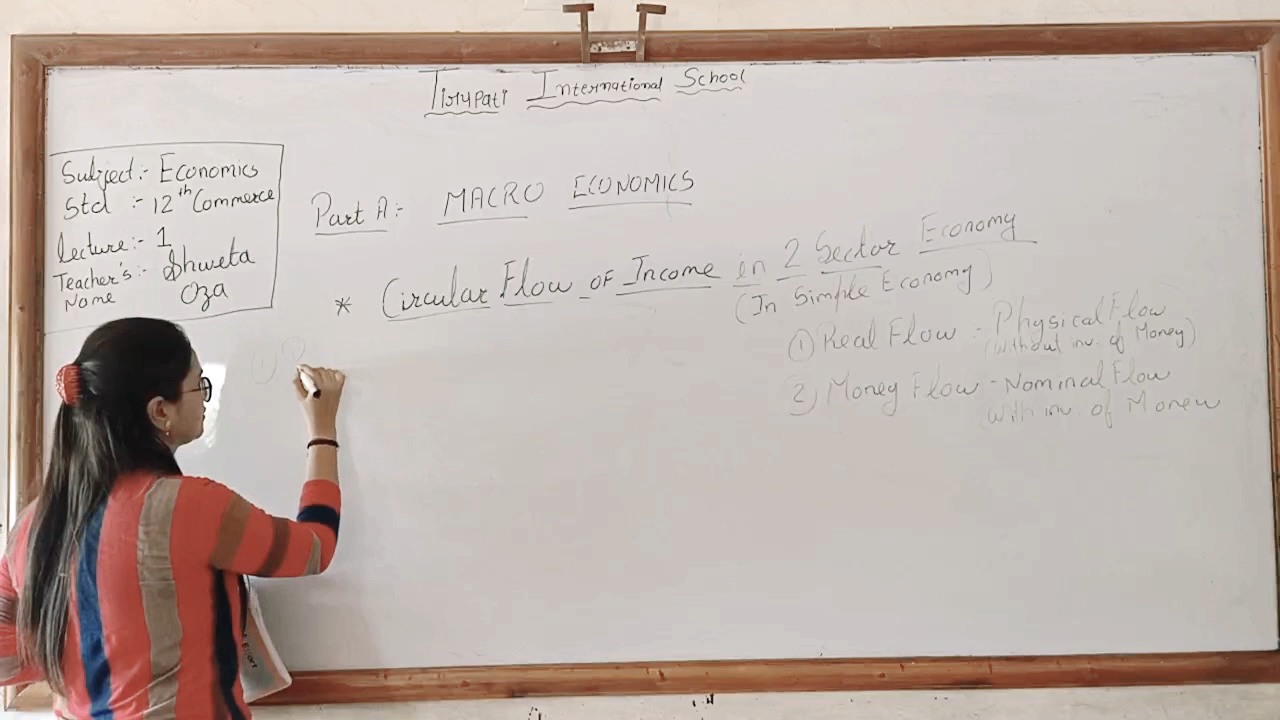 Tirupati International School
Subject:- Economics
Std :- 12th Commerce
Lecture:- 1
Teacher's:- Shweta
Name Oza
Part A:- MACRO ECONOMICS
* Circular Flow OF Income in 2 Sector Economy
(In Simple Economy)
① Real Flow - Physical Flow
(without inv. of Money)
② Money Flow - Nominal Flow
with inv. of Money
①